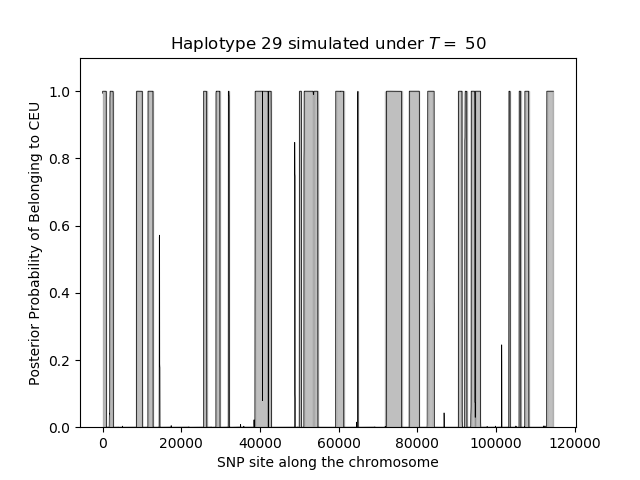 Haplotype 29 simulated under T = 50
Posterior Probability of Belonging to CEU
1.0
0.8
0.6
0.4
0.2
0.0
0 20000 40000 60000 80000 100000 120000
SNP site along the chromosome